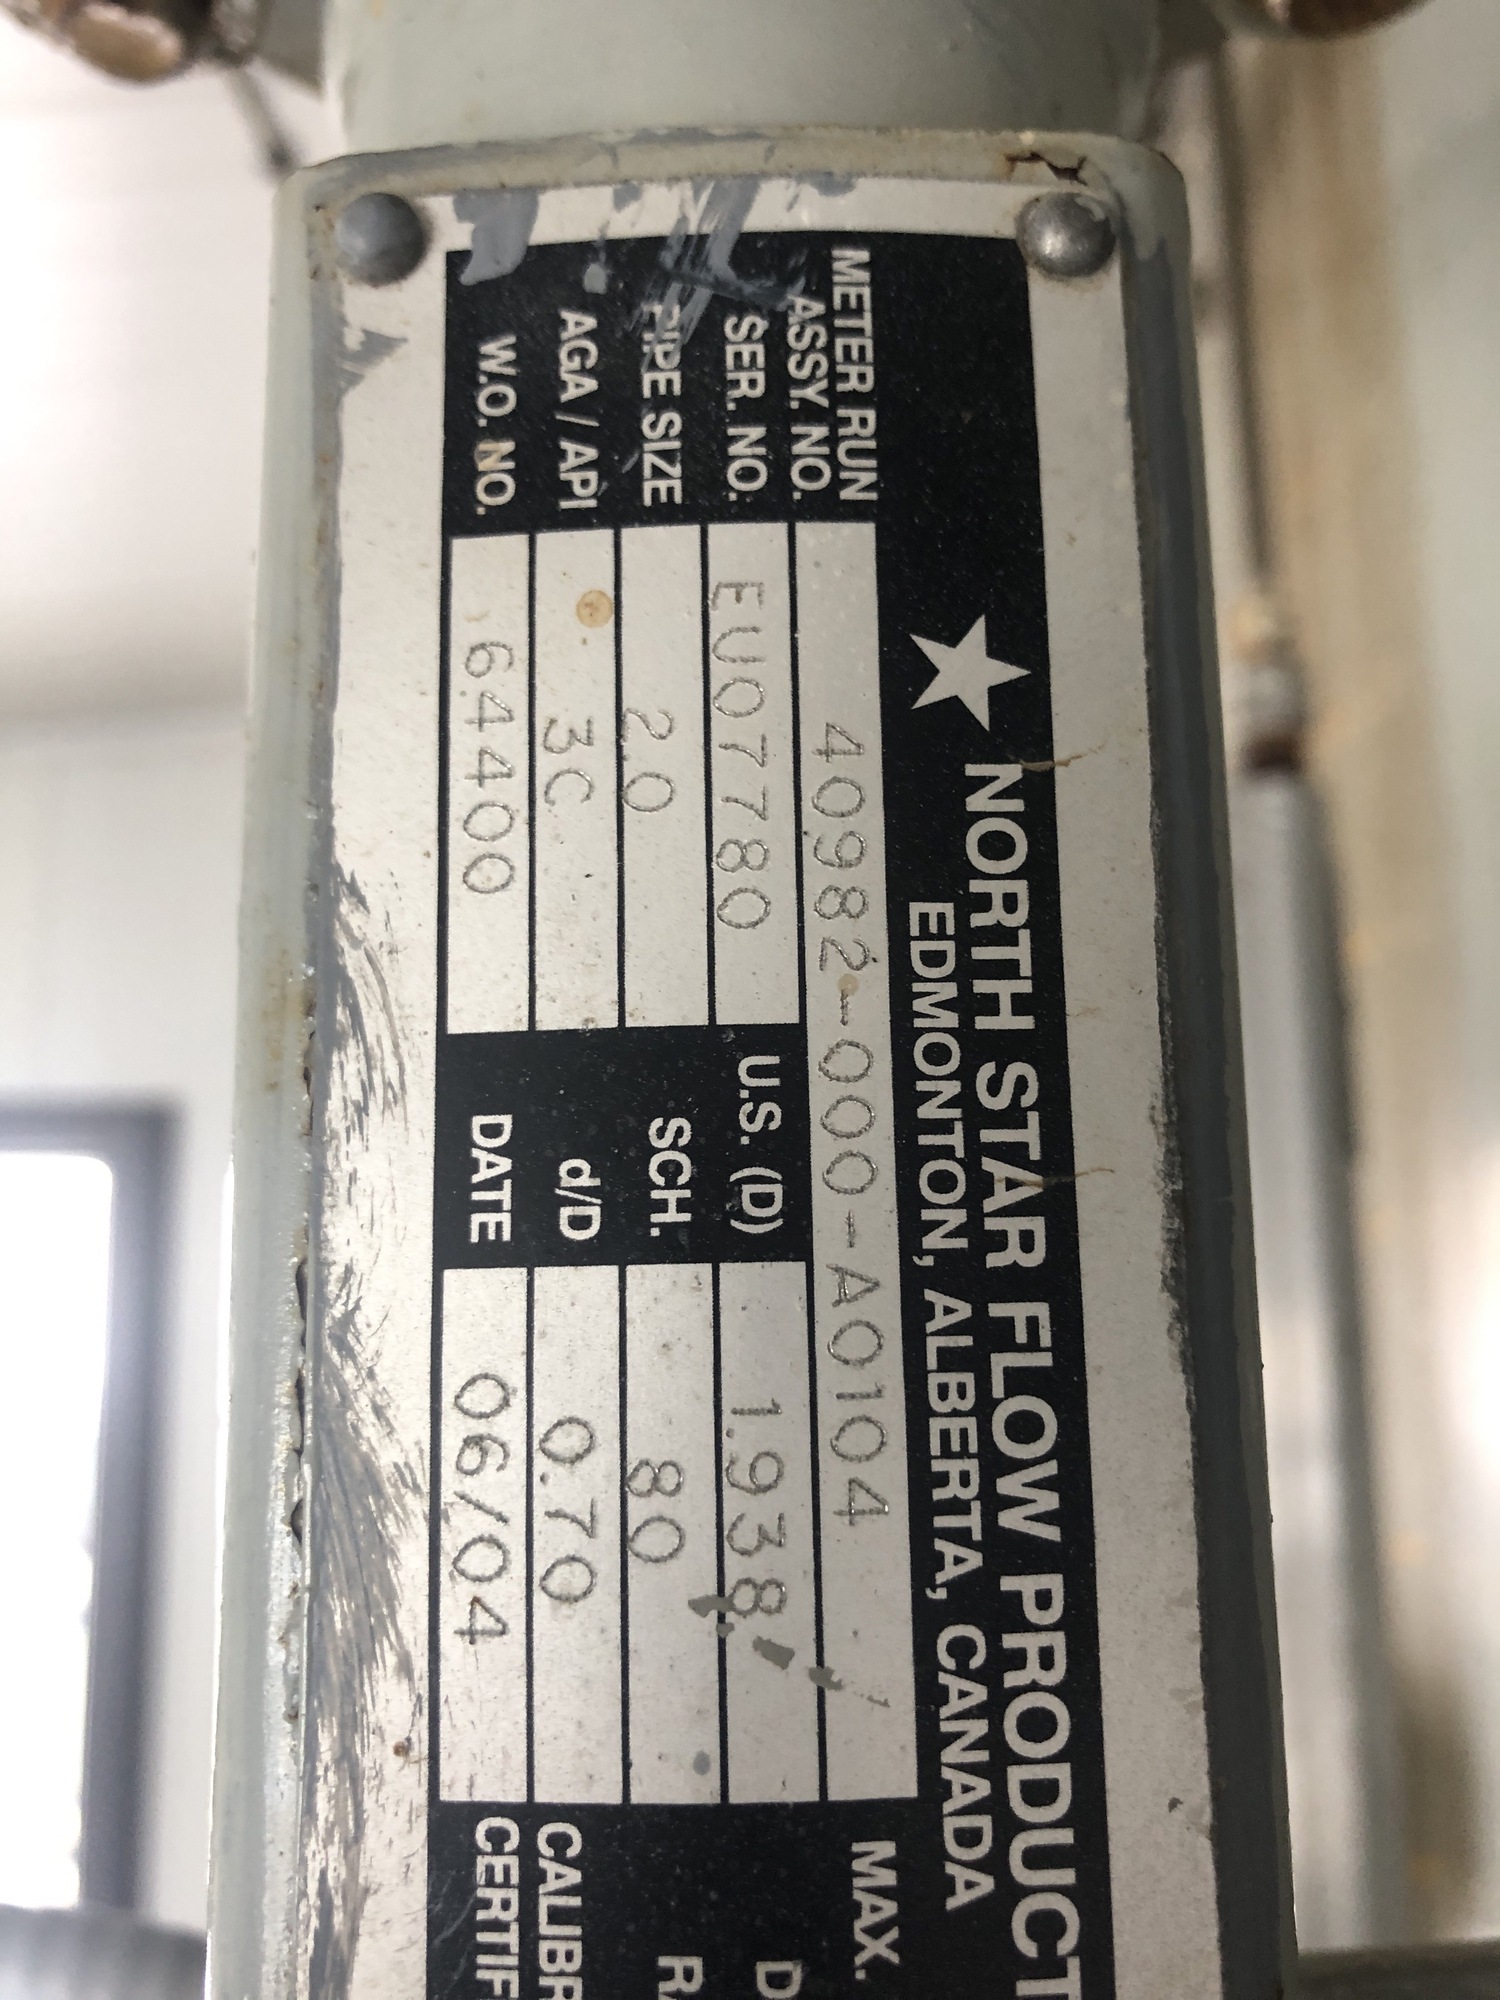 ★ NORTH STAR FLOW PRODUCT
EDMONTON, ALBERTA, CANADA
METER RUN
ASSY. NO. 40982-000-A0104 MAX.
SER. NO. EU07780 U.S. (D) 1.938
PIPE SIZE 2.0 SCH. 80
AGA / API 3C d/D 0.70 CALIBR
W.O. NO. 64400 DATE 06/04 CERTIF